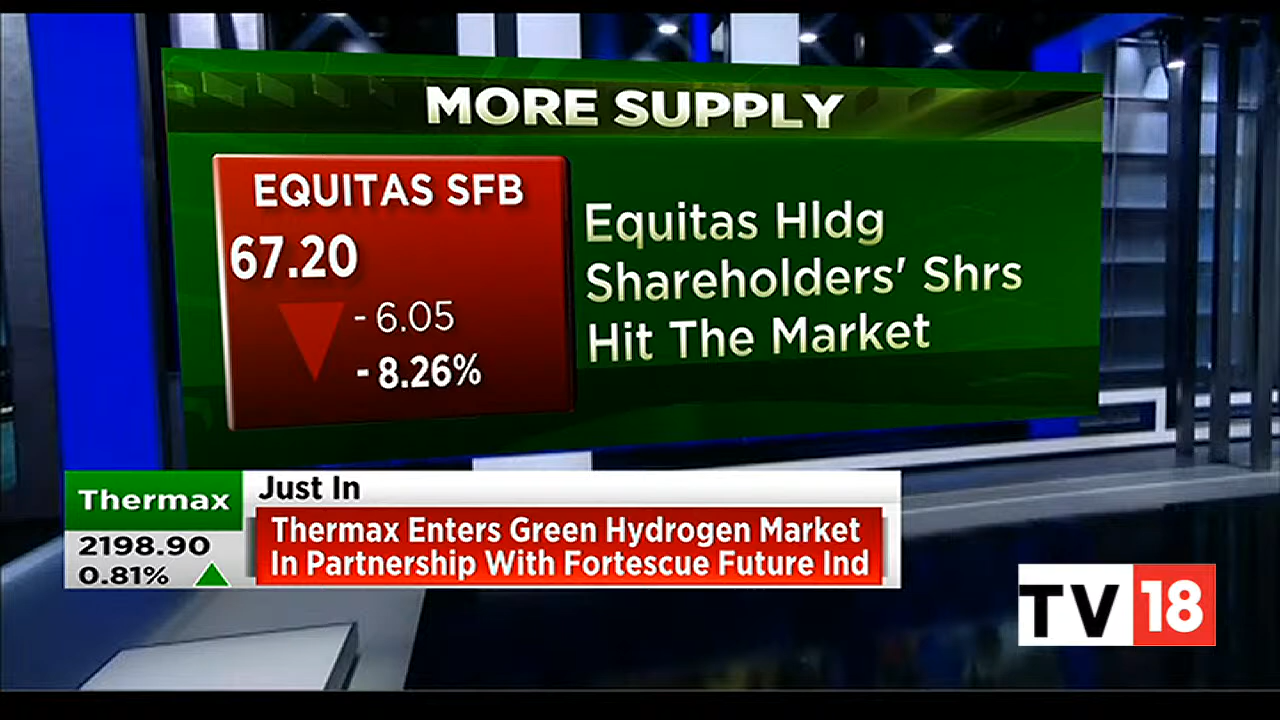 MORE SUPPLY
EQUITAS SFB
67.20
- 6.05
- 8.26%
Equitas Hldg
Shareholders' Shrs
Hit The Market
Thermax
2198.90
0.81%
Just In
Thermax Enters Green Hydrogen Market
In Partnership With Fortescue Future Ind
TV18